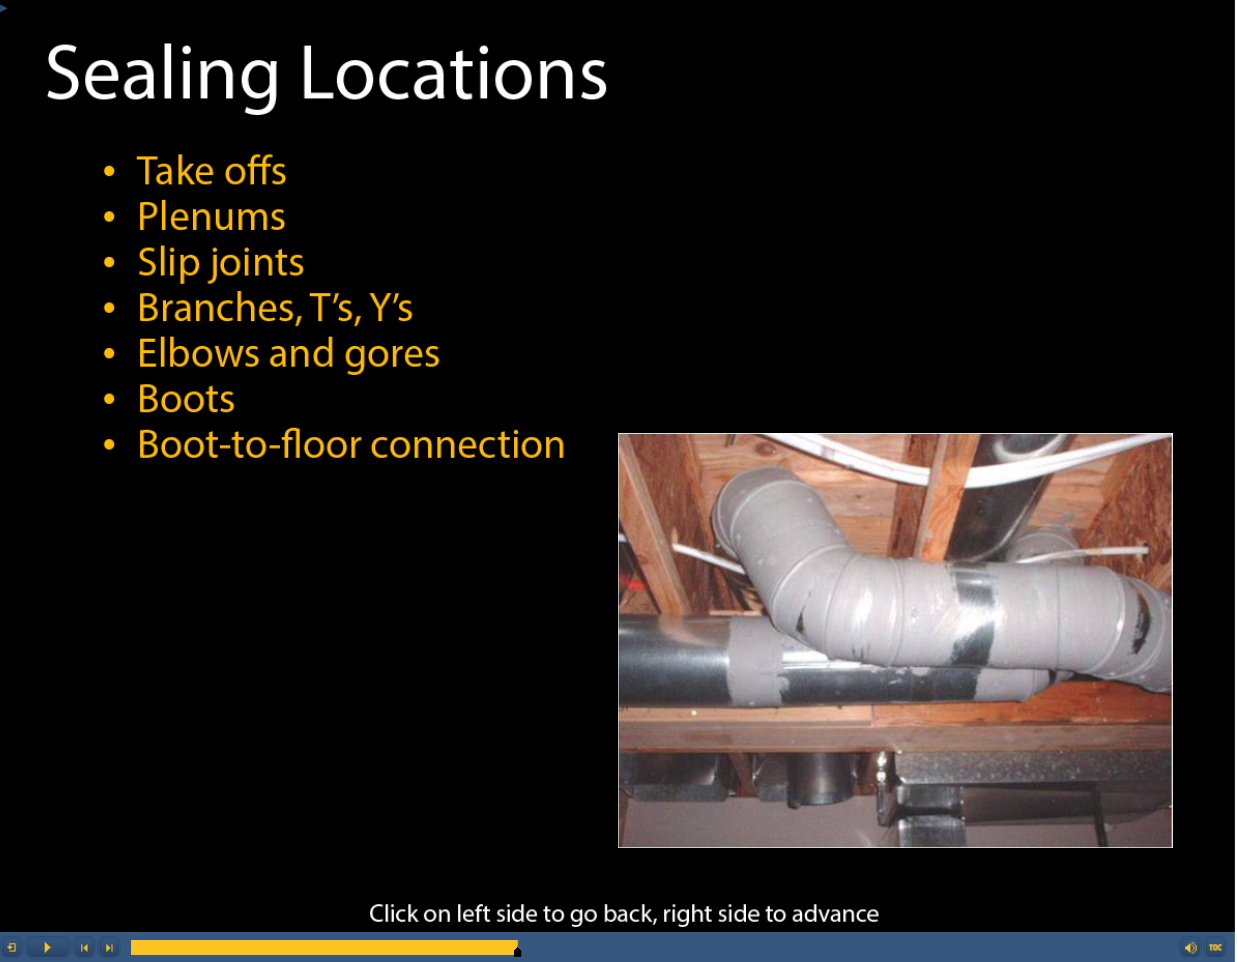 Sealing Locations
• Take offs
• Plenums
• Slip joints
• Branches, T’s, Y’s
• Elbows and gores
• Boots
• Boot-to-floor connection
Click on left side to go back, right side to advance
TOC